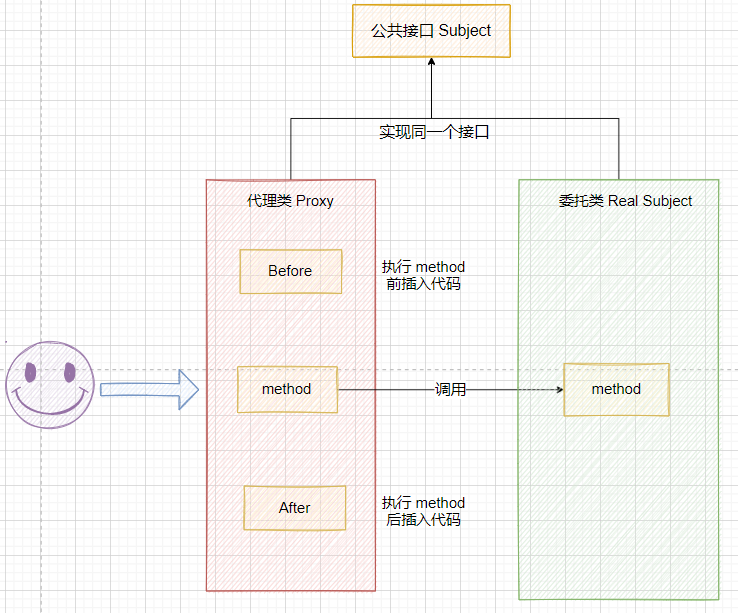 公共接口 Subject
实现同一个接口
代理类 Proxy
委托类 Real Subject
Before
执行 method
前插入代码
method
调用
method
After
执行 method
后插入代码